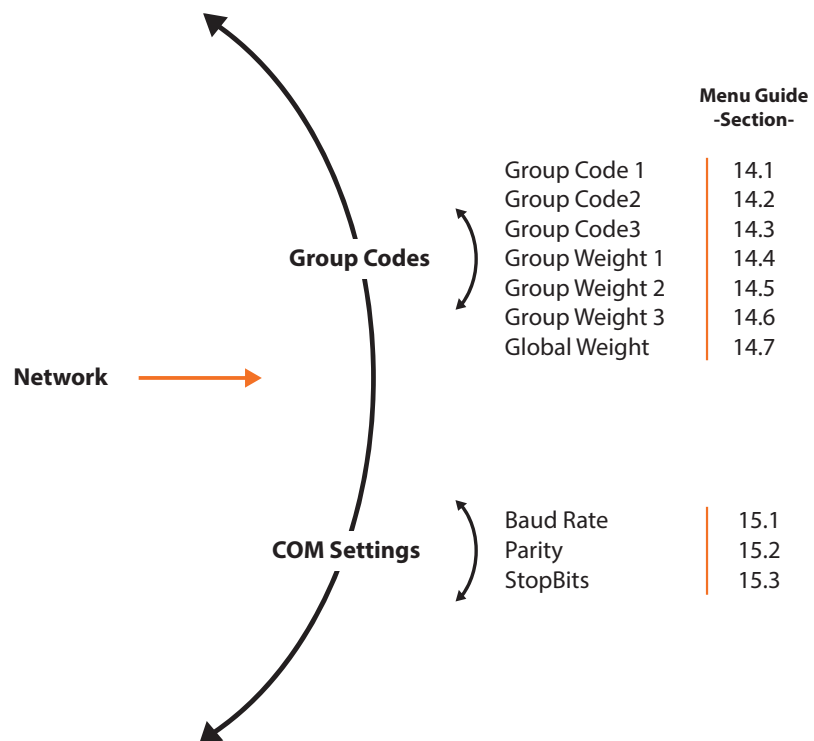 Menu Guide
-Section-
Group Code 1 14.1
Group Code2 14.2
Group Code3 14.3
Group Codes
Group Weight 1 14.4
Group Weight 2 14.5
Group Weight 3 14.6
Global Weight 14.7
Network
Baud Rate 15.1
COM Settings
Parity 15.2
StopBits 15.3